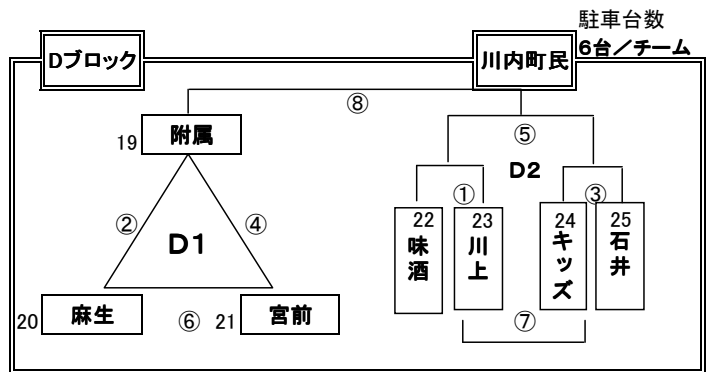 駐車台数
Dブロック
川内町民
6台／チーム
⑧
19
附属
⑤
D2
①
③
②
④
D1
22
味酒
23
川上
24
キッズ
25
石井
20
麻生
⑥
21
宮前
⑦